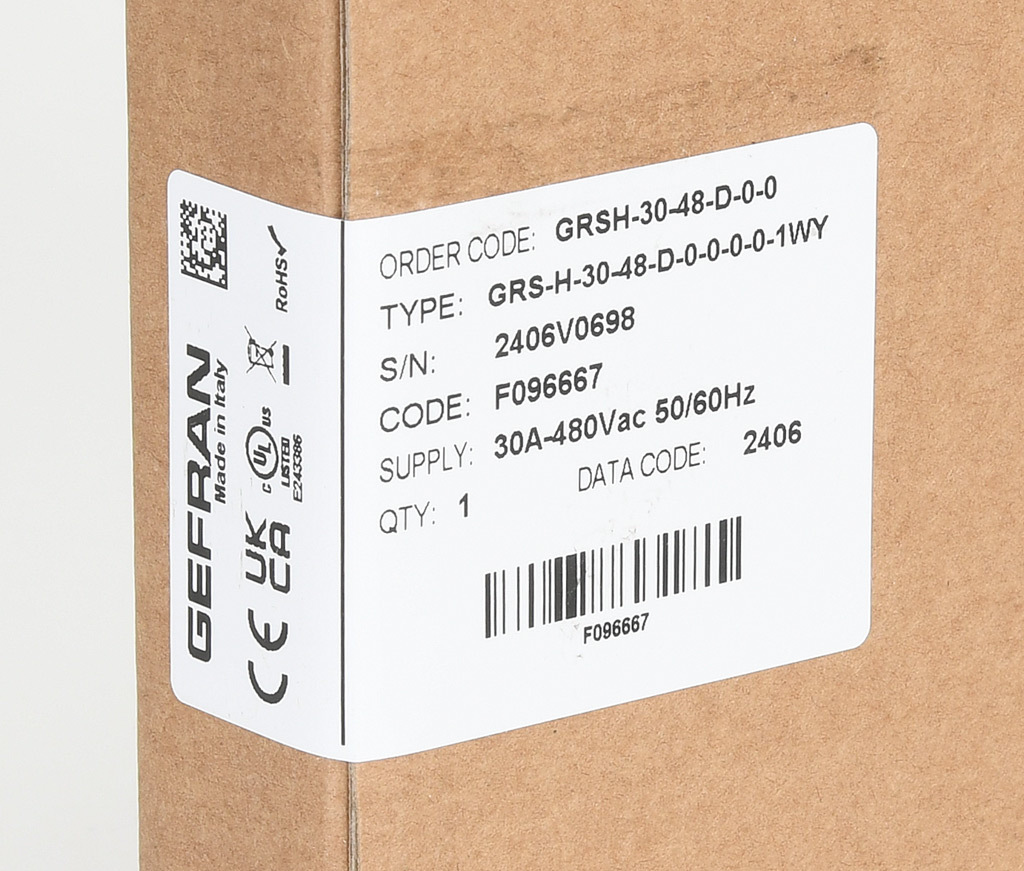 GEFRAN
Made in Italy
CE
UK
CA
C UL US
LISTED
E243386
RoHS
ORDER CODE: GRSH-30-48-D-0-0
TYPE: GRS-H-30-48-D-0-0-0-0-1WY
S/N: 2406V0698
CODE: F096667
SUPPLY: 30A-480Vac 50/60Hz
QTY: 1 DATA CODE: 2406
F096667